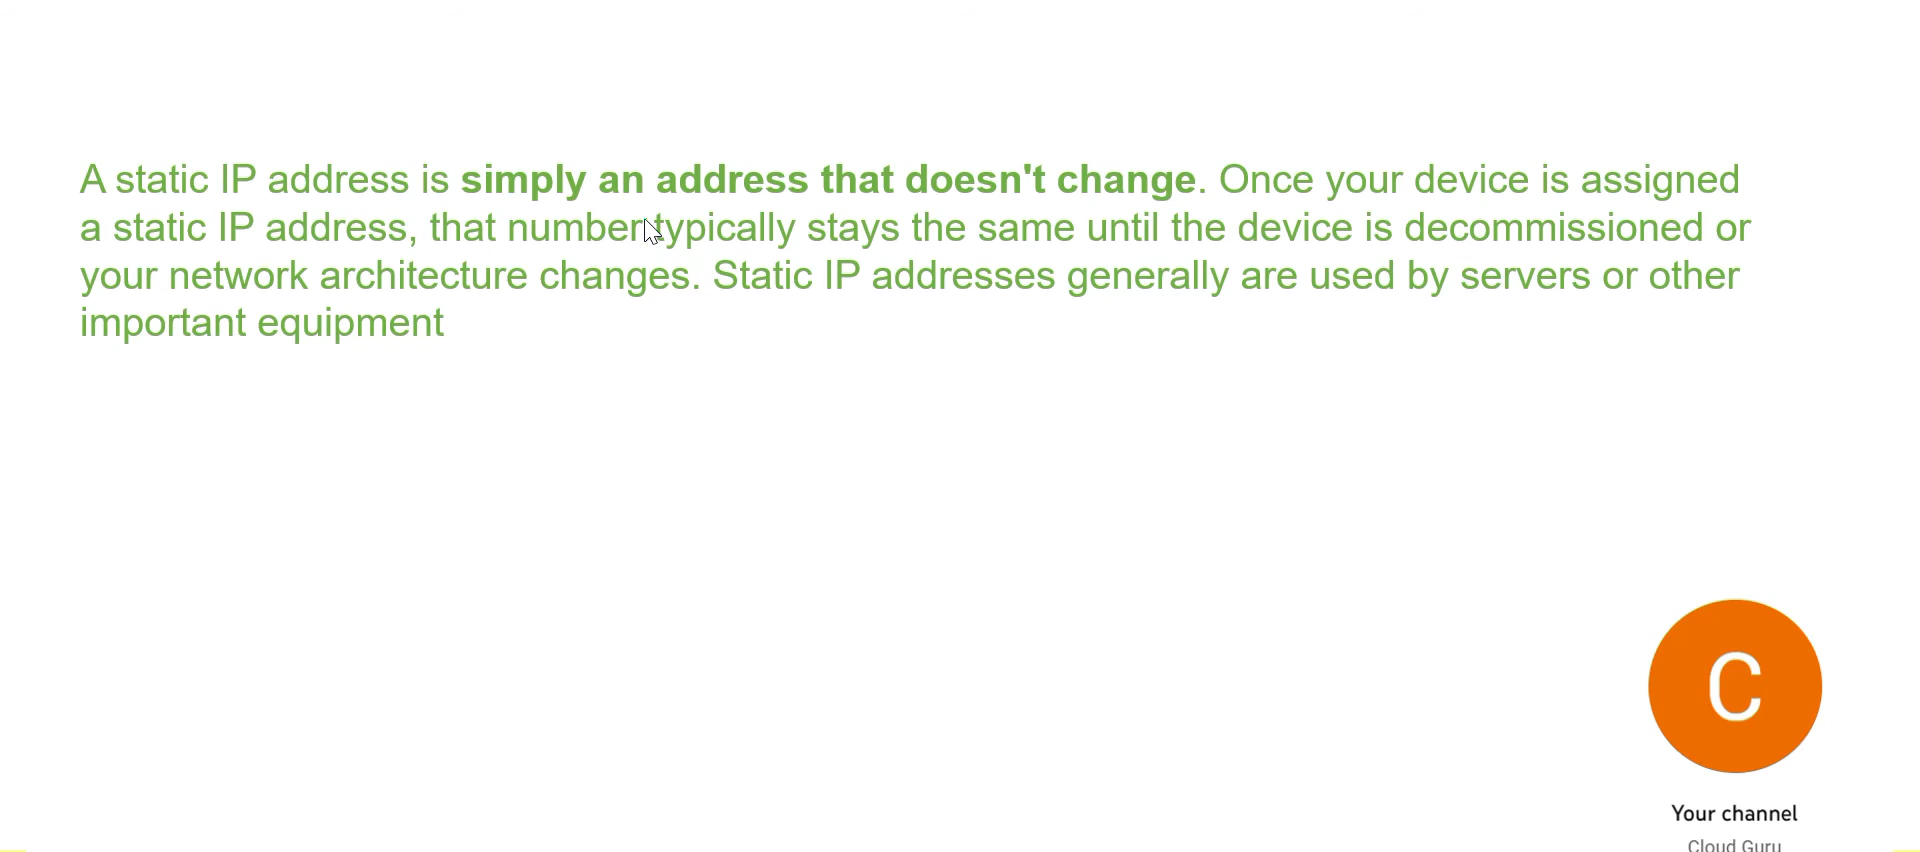 A static IP address is simply an address that doesn't change. Once your device is assigned
a static IP address, that number typically stays the same until the device is decommissioned or
your network architecture changes. Static IP addresses generally are used by servers or other
important equipment
C
Your channel
Cloud Guru